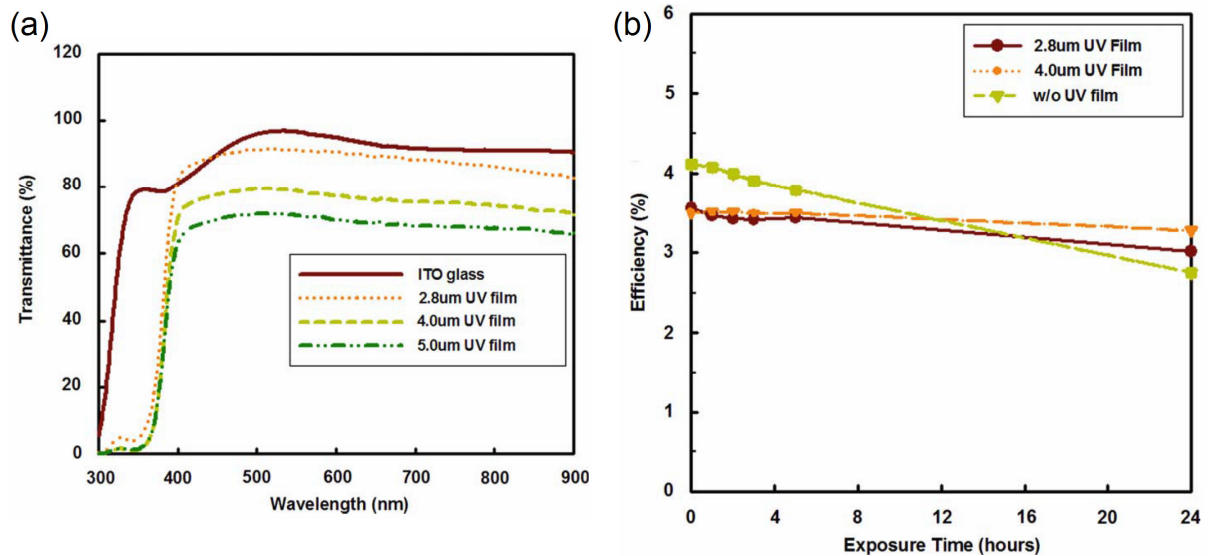 (a)
120
100
80
60
40
20
0
Transmittance (%)
ITO glass
2.8um UV film
4.0um UV film
5.0um UV film
300 400 500 600 700 800 900
Wavelength (nm)
(b)
6
5
4
3
2
1
0
Efficiency (%)
2.8um UV Film
4.0um UV Film
w/o UV film
0 4 8 12 16 20 24
Exposure Time (hours)